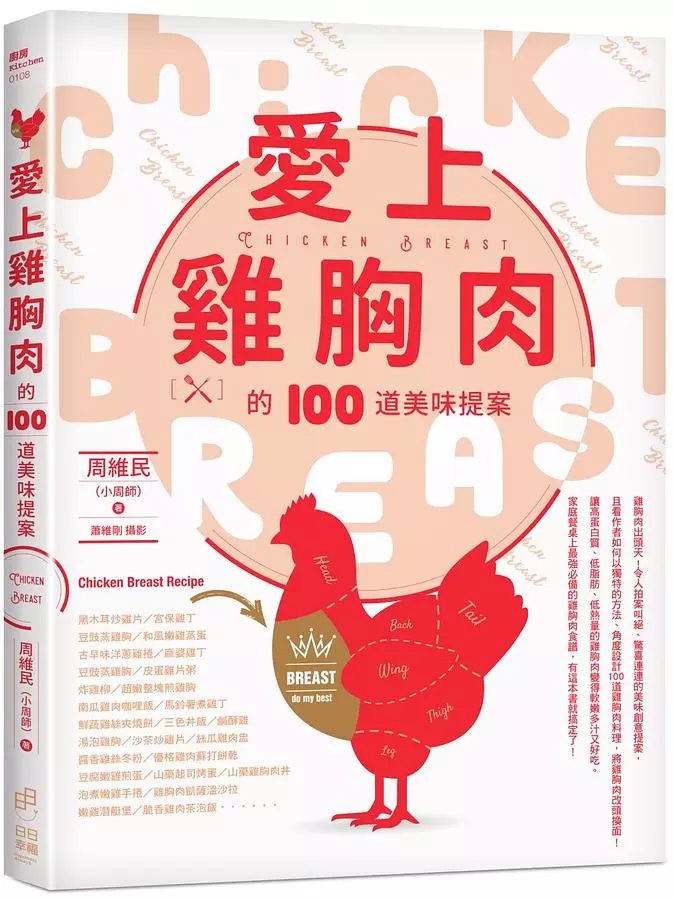 廚房
Kitchen
0108
愛上雞胸肉的100道美味提案
CHICKEN
BREAST
周維民
(小周師)
著
日日
幸福
Chicken
BREAST
Chicken
Breast
Chicken
Breast
Chicken
Breast
Chicken
Breast
愛上
CHICKEN BREAST
雞胸肉
的100道美味提案
周維民
(小周師)
著
蕭維剛 攝影
Chicken Breast Recipe
黑木耳炒雞片／宮保雞丁
豆豉蒸雞胸／和風嫩雞蒸蛋
古早味洋蔥雞捲／麻婆雞丁
豆豉蒸雞胸／皮蛋雞片粥
炸雞柳／超嫩整塊煎雞胸
南瓜雞肉咖哩飯／馬鈴薯煮雞丁
鮮蔬雞絲夾燒餅／三色丼飯／鹹酥雞
湯泡雞胸／沙茶炒雞片／絲瓜雞肉盅
醬香雞絲冬粉／優格雞肉蘇打餅乾
豆腐嫩雞煎蛋／山藥起司烤蛋／山藥雞胸肉丼
泡煮嫩雞手捲／雞胸肉凱薩溫沙拉
嫩雞潛艇堡／脆香雞肉茶泡飯······
Head
Back
Tail
Wing
Thigh
Leg
BREAST
do my best
雞胸肉出頭天！令人拍案叫絕、驚喜連連的美味創意提案，
且看作者如何以獨特的方法、角度設計100道雞胸肉料理，將雞胸肉改頭換面！
讓高蛋白質、低脂肪、低熱量的雞胸肉變得軟嫩多汁又好吃。
家庭餐桌上最強必備的雞胸肉食譜，有這本書就搞定了！